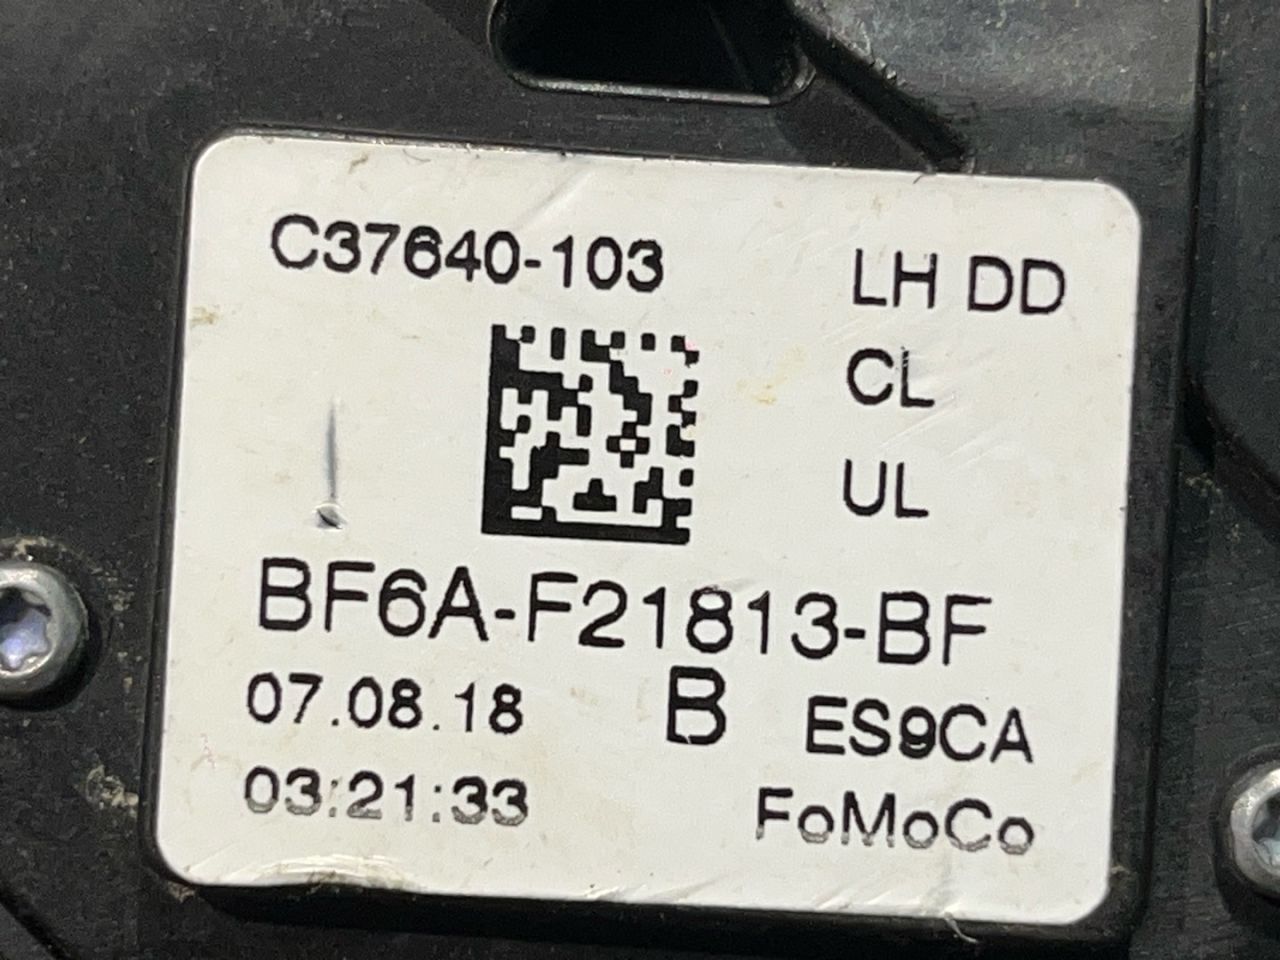 C37640-103 LH DD
CL
UL
BF6A-F21813-BF
07.08.18 B ES9CA
03:21:33 FoMoCo